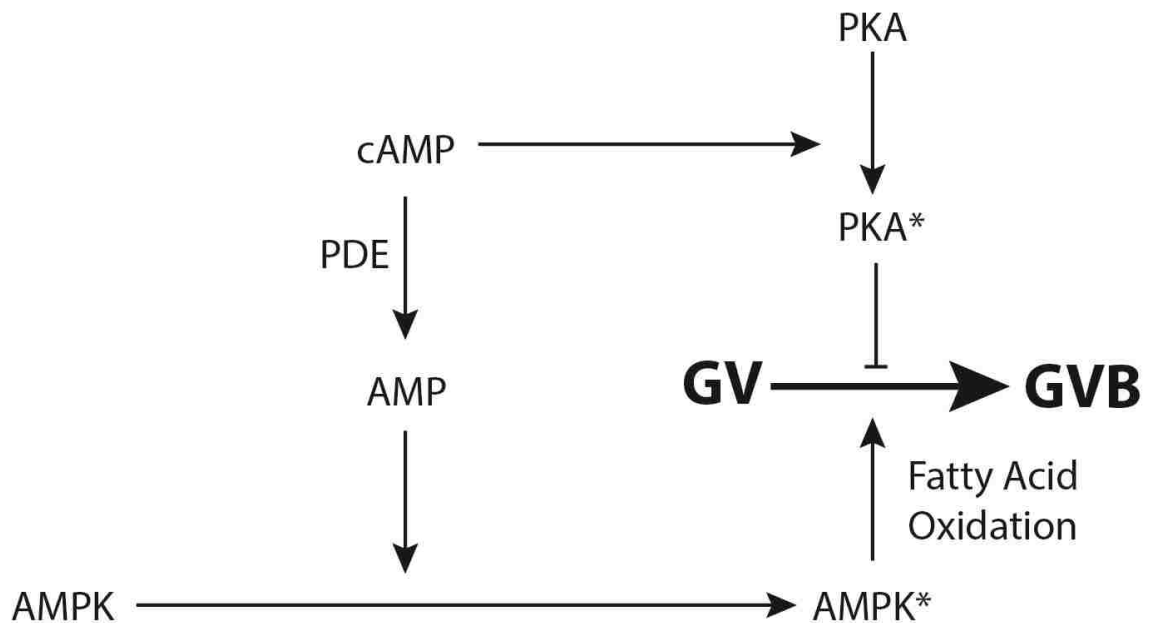 PKA
cAMP
PKA*
PDE
AMP
GV
GVB
Fatty Acid
Oxidation
AMPK
AMPK*